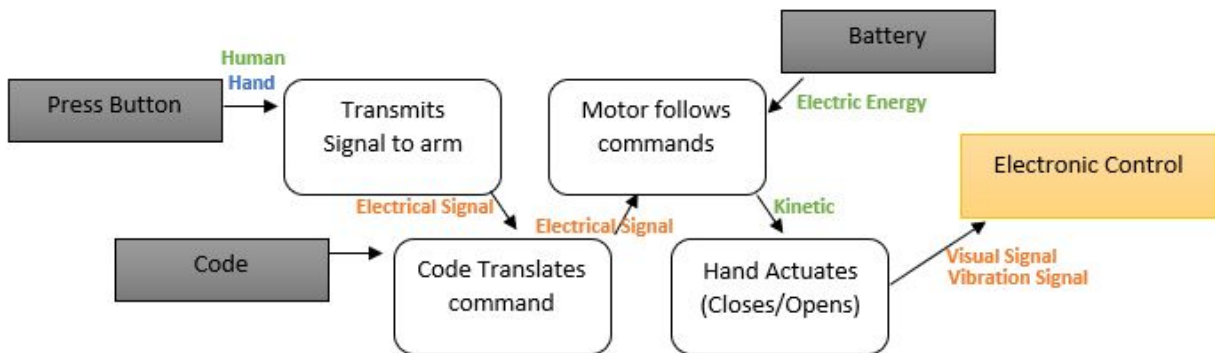 Battery
Human
Hand
Press Button
Transmits
Signal to arm
Motor follows
commands
Electric Energy
Electronic Control
Electrical Signal
Electrical Signal
Kinetic
Code
Code Translates
command
Hand Actuates
(Closes/Opens)
Visual Signal
Vibration Signal